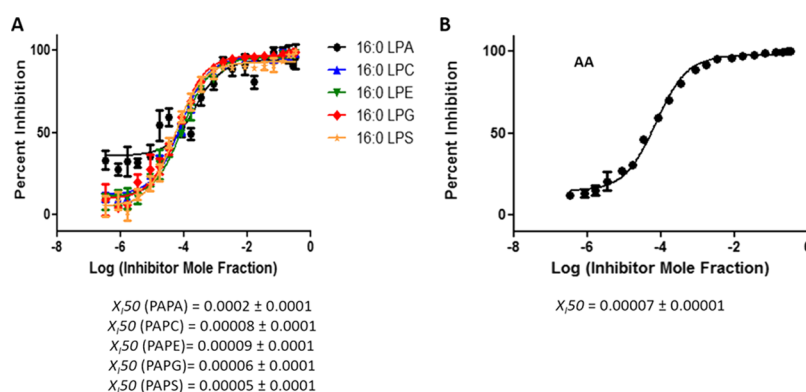 A
Percent Inhibition
100
50
0
-8
-6
-4
-2
0
Log (Inhibitor Mole Fraction)
16:0 LPA
16:0 LPC
16:0 LPE
16:0 LPG
16:0 LPS
XI50 (PAPA) = 0.0002 ± 0.0001
XI50 (PAPC) = 0.00008 ± 0.0001
XI50 (PAPE)= 0.00009 ± 0.0001
XI50 (PAPG)= 0.00006 ± 0.0001
XI50 (PAPS)= 0.00005 ± 0.0001
B
AA
Percent Inhibition
100
50
0
-8
-6
-4
-2
0
Log (Inhibitor Mole Fraction)
XI50 = 0.00007 ± 0.00001